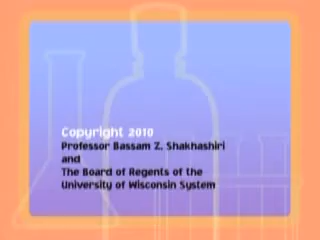 Copyright 2010
Professor Bassam Z. Shakhashiri
and
The Board of Regents of the
University of Wisconsin System